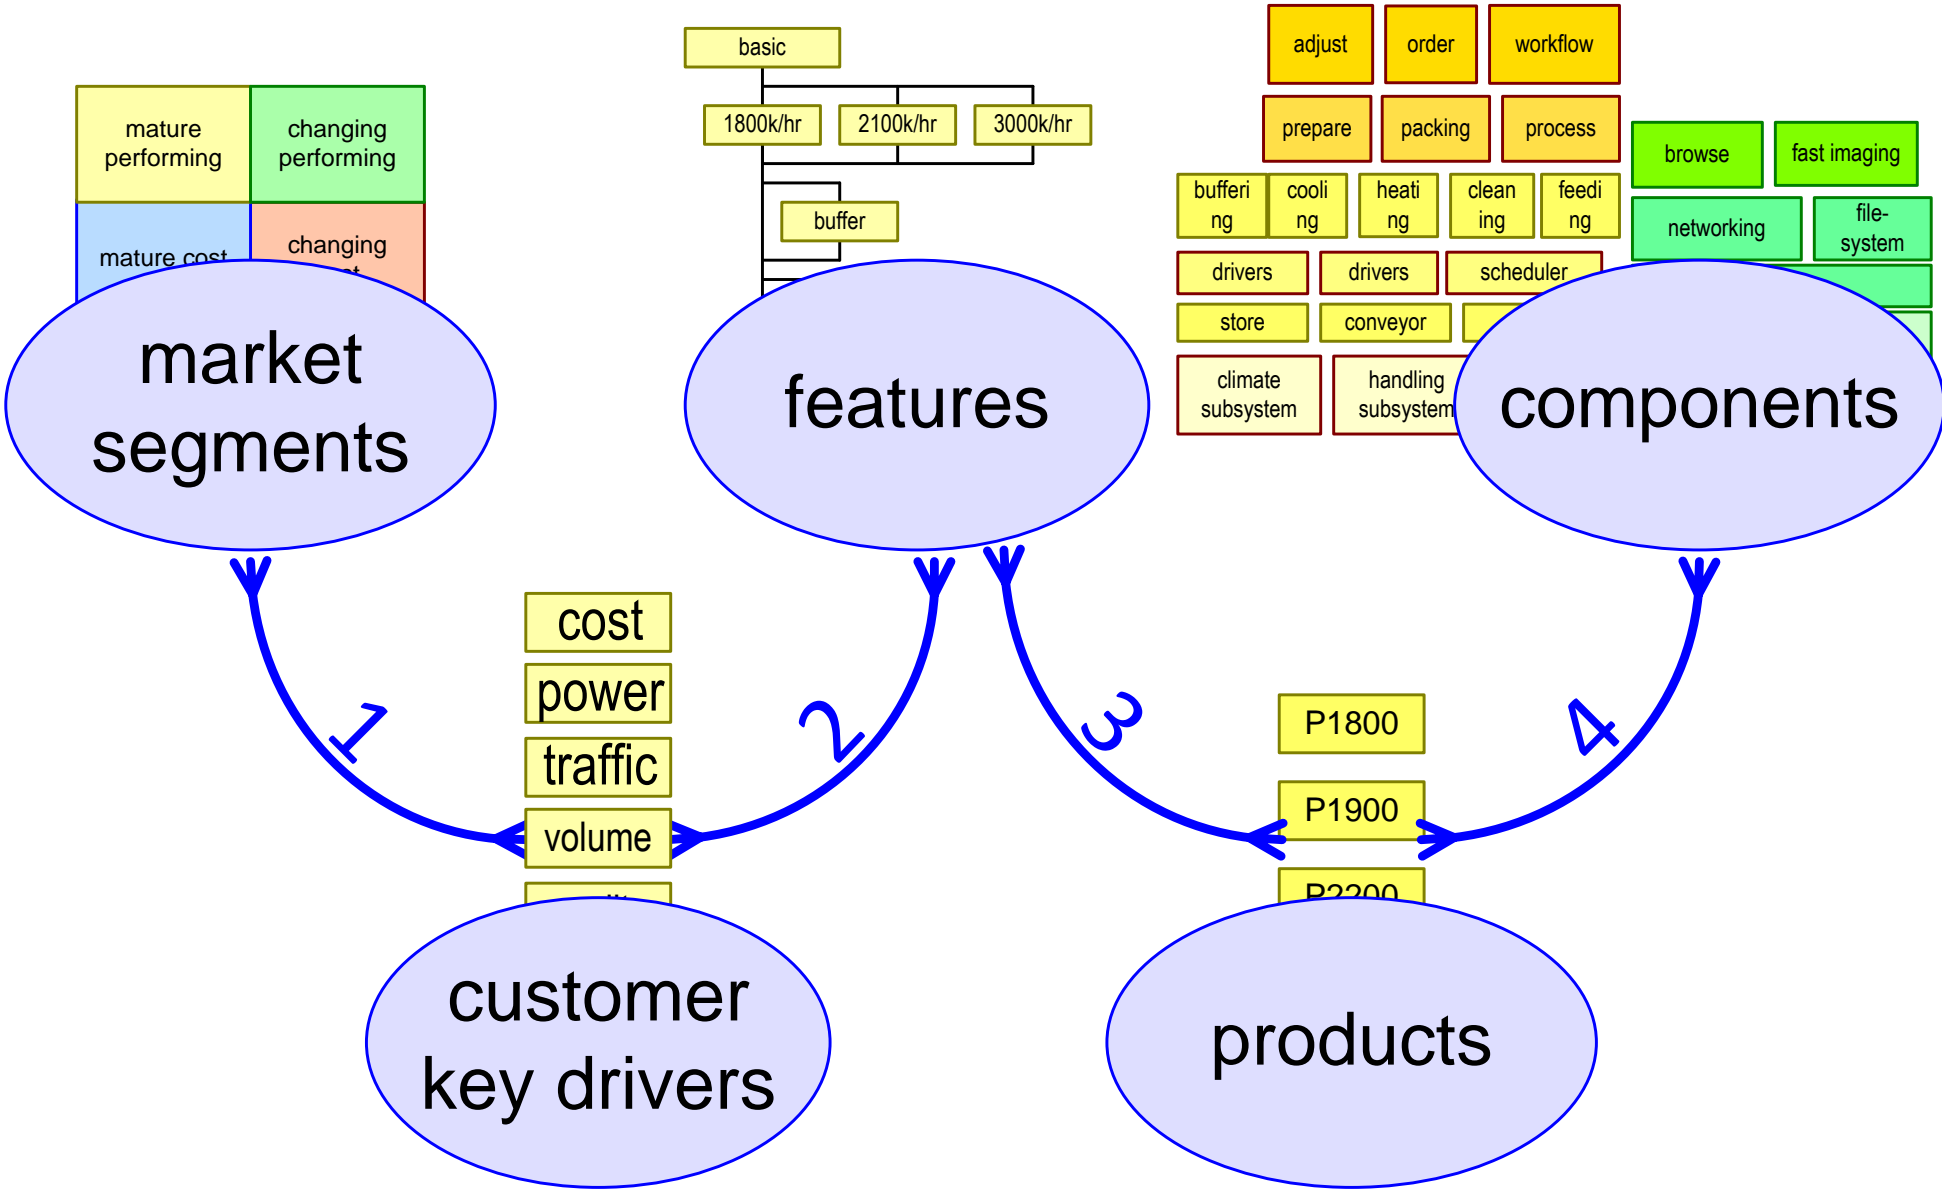 mature
performing
changing
performing
mature cost
changing
basic
1800k/hr
2100k/hr
3000k/hr
buffer
adjust
order
workflow
prepare
packing
process
bufferi
ng
cooli
ng
heati
ng
clean
ing
feedi
ng
drivers
drivers
scheduler
store
conveyor
climate
subsystem
handling
subsystem
browse
fast imaging
networking
file-
system
market
segments
features
components
1
2
3
4
cost
power
traffic
volume
P1800
P1900
P2200
customer
key drivers
products